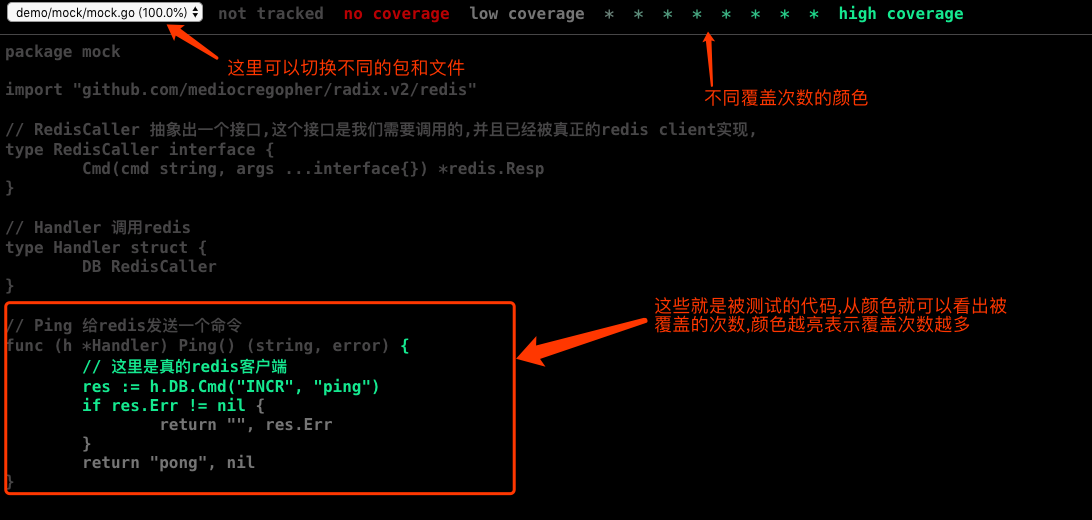 demo/mock/mock.go (100.0%) not tracked no coverage low coverage * * * * * * * * high coverage
package mock
这里可以切换不同的包和文件
import "github.com/mediocregopher/radix.v2/redis"
不同覆盖次数的颜色
// RedisCaller 抽象出一个接口,这个接口是我们需要调用的,并且已经被真正的redis client实现,
type RedisCaller interface {
Cmd(cmd string, args ...interface{}) *redis.Resp
}
// Handler 调用redis
type Handler struct {
DB RedisCaller
}
这些就是被测试的代码,从颜色就可以看出被
覆盖的次数,颜色越亮表示覆盖次数越多
// Ping 给redis发送一个命令
func (h *Handler) Ping() (string, error) {
// 这里是真的redis客户端
res := h.DB.Cmd("INCR", "ping")
if res.Err != nil {
return "", res.Err
}
return "pong", nil
}